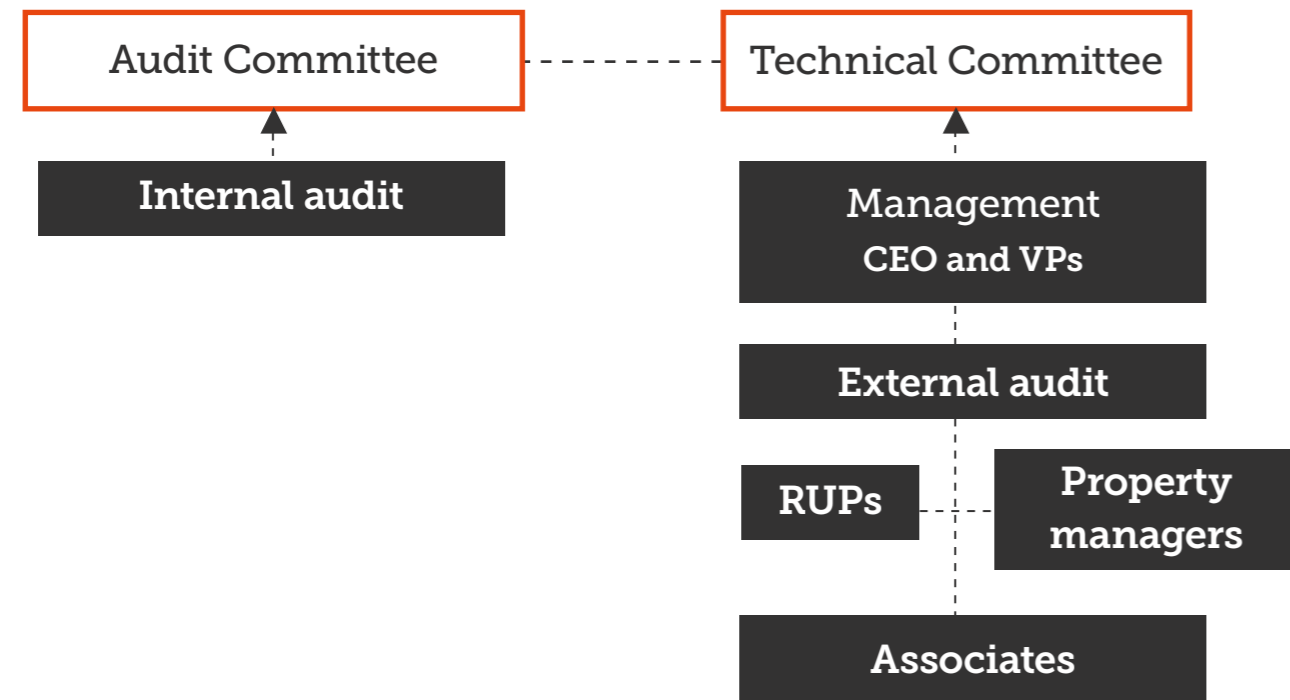 Audit Committee
Technical Committee
Internal audit
Management
CEO and VPs
External audit
RUPs
Property
managers
Associates